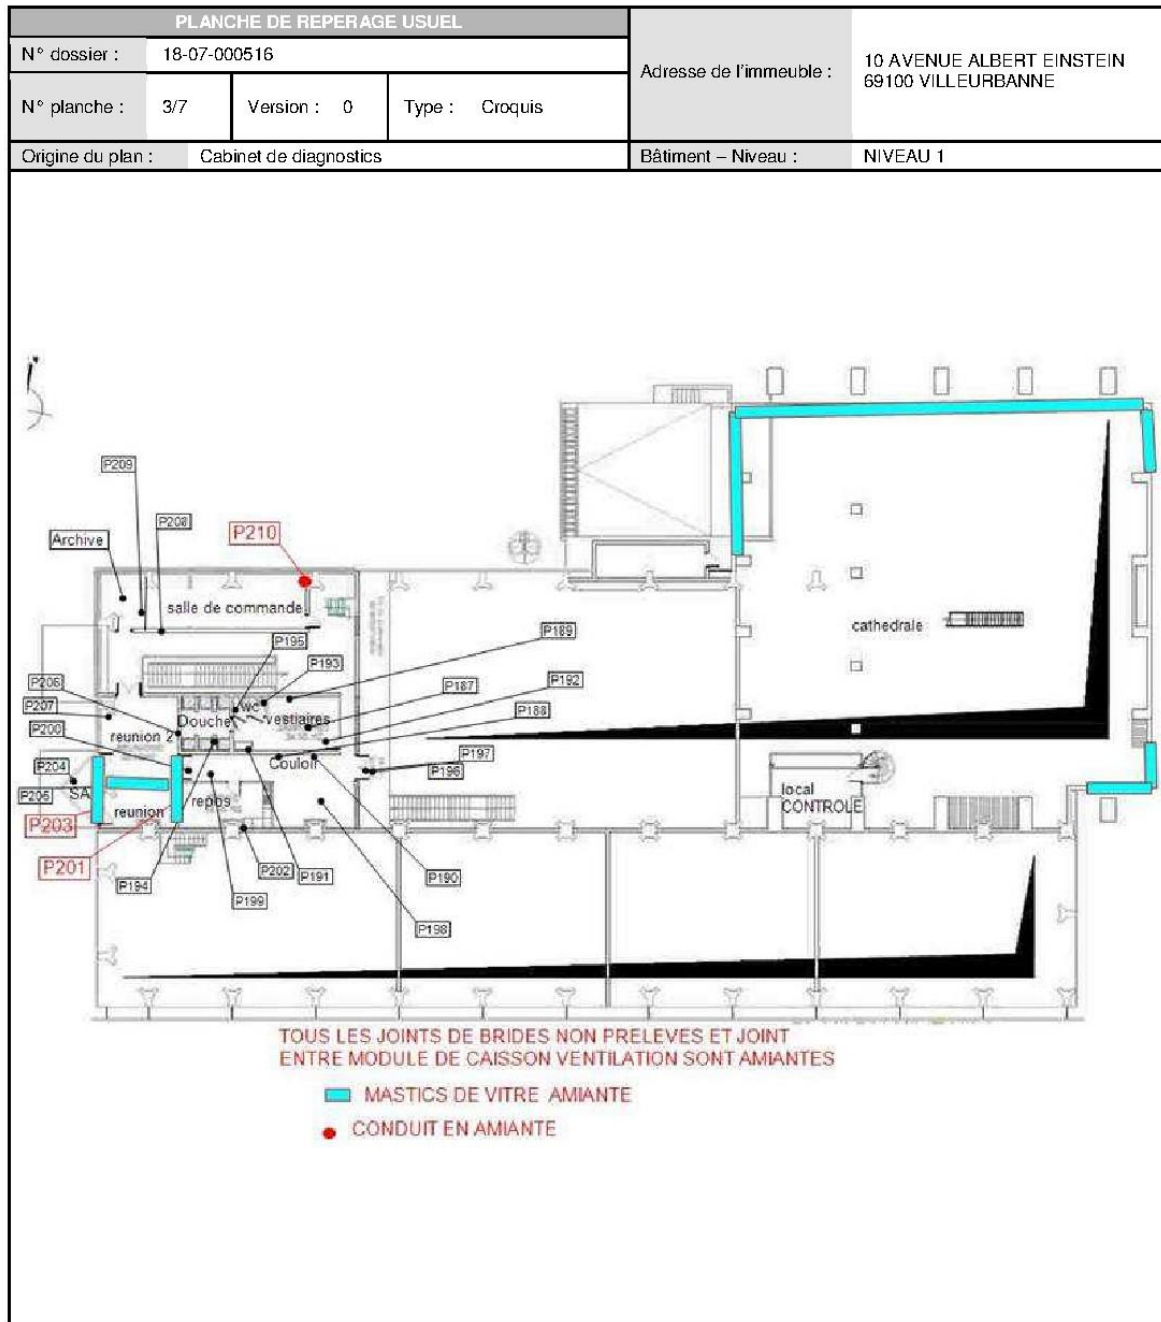 PLANCHE DE REPERAGE USUEL
N° dossier : 18-07-000516
Adresse de l'immeuble : 10 AVENUE ALBERT EINSTEIN
69100 VILLEURBANNE
N° planche : 3/7 Version : 0 Type : Croquis
Origine du plan : Cabinet de diagnostics
Bâtiment – Niveau : NIVEAU 1
P209
P208
P210
Archive
salle de commande
cathedrale
P195
P189
P193
P206
P187
P192
P207
wc
Douche
vestiaires
P188
P200
reunion 2
Couloir
P197
P196
P204
P205
SA
reunion
repos
local
CONTROLE
P203
P201
P194
P202
P191
P190
P199
P198
TOUS LES JOINTS DE BRIDES NON PRELEVES ET JOINT
ENTRE MODULE DE CAISSON VENTILATION SONT AMIANTES
MASTICS DE VITRE AMIANTE
CONDUIT EN AMIANTE